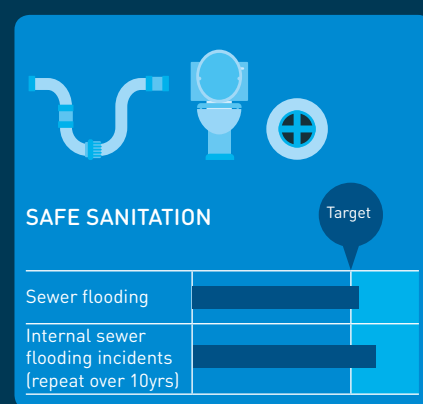 SAFE SANITATION
Target
Sewer flooding
Internal sewer
flooding incidents
(repeat over 10yrs)